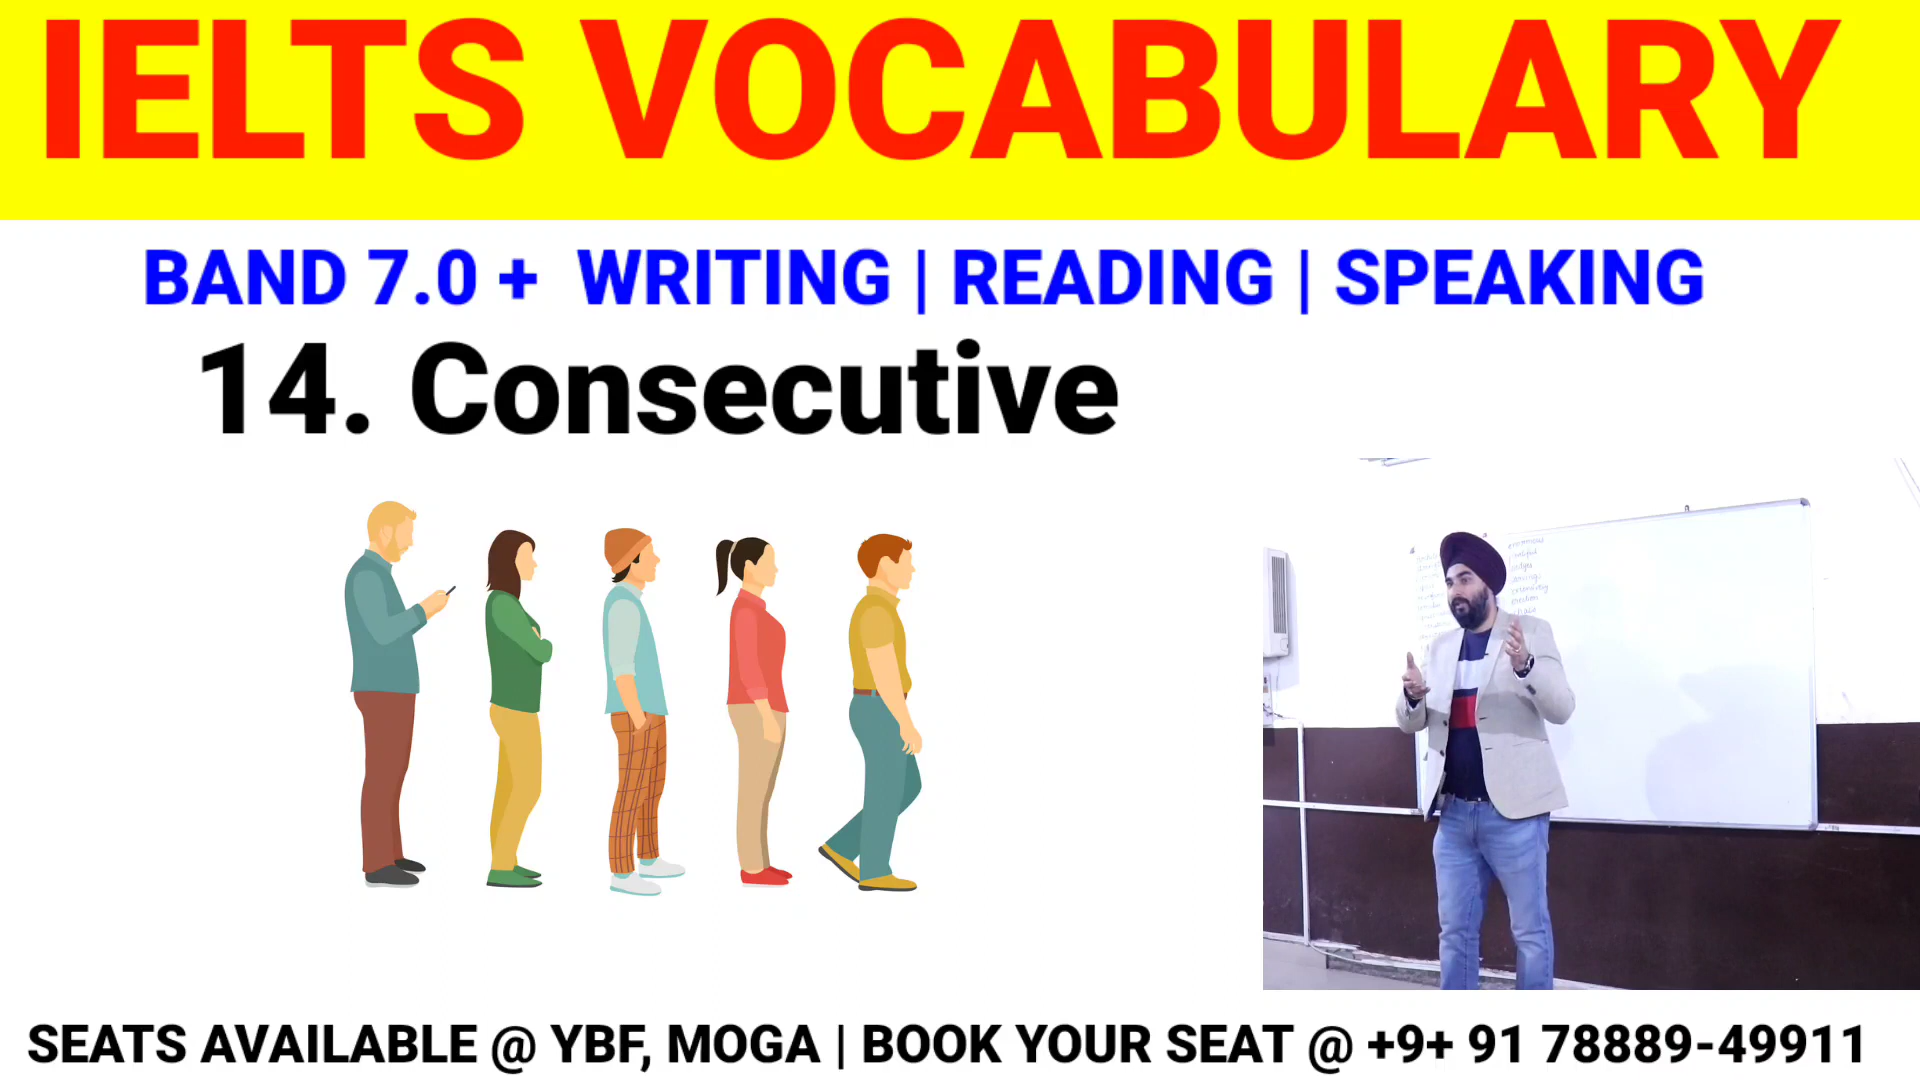 IELTS VOCABULARY
BAND 7.0 + WRITING | READING | SPEAKING
14. Consecutive
SEATS AVAILABLE @ YBF, MOGA | BOOK YOUR SEAT @ +9+ 91 78889-49911